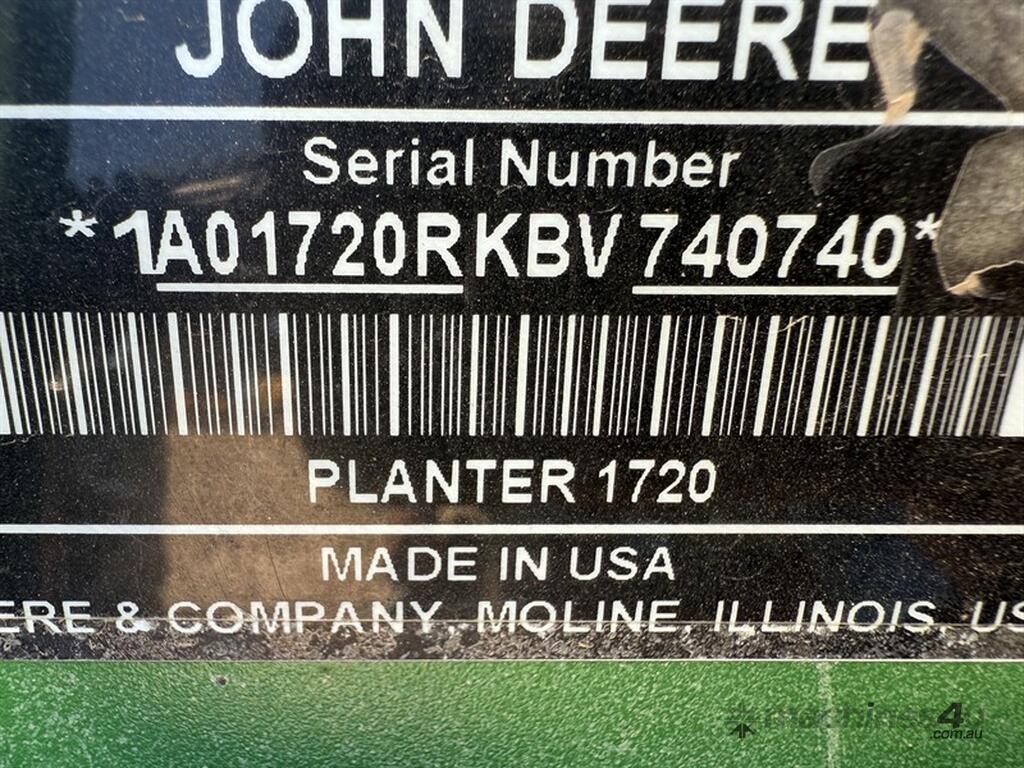 JOHN DEERE
Serial Number
*1A01720RKBV740740*
PLANTER 1720
MADE IN USA
ERE & COMPANY, MOLINE, ILLINOIS, US
machines4u
.com.au